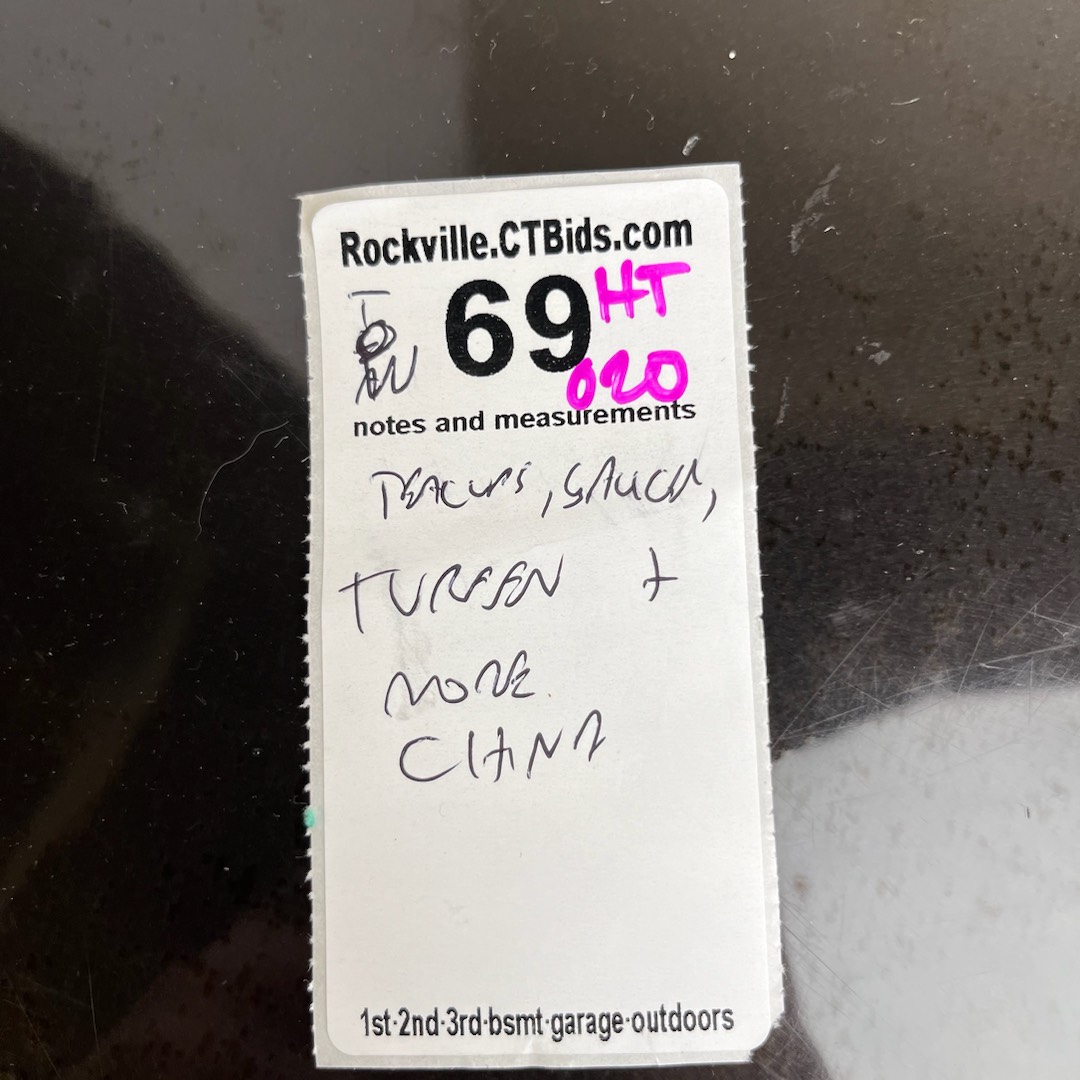 Rockville.CTBids.com
69 HT
020
notes and measurements
TEACUPS, SAUCER,
TUREEN +
MORE
CHINA
1st·2nd·3rd·bsmt·garage·outdoors